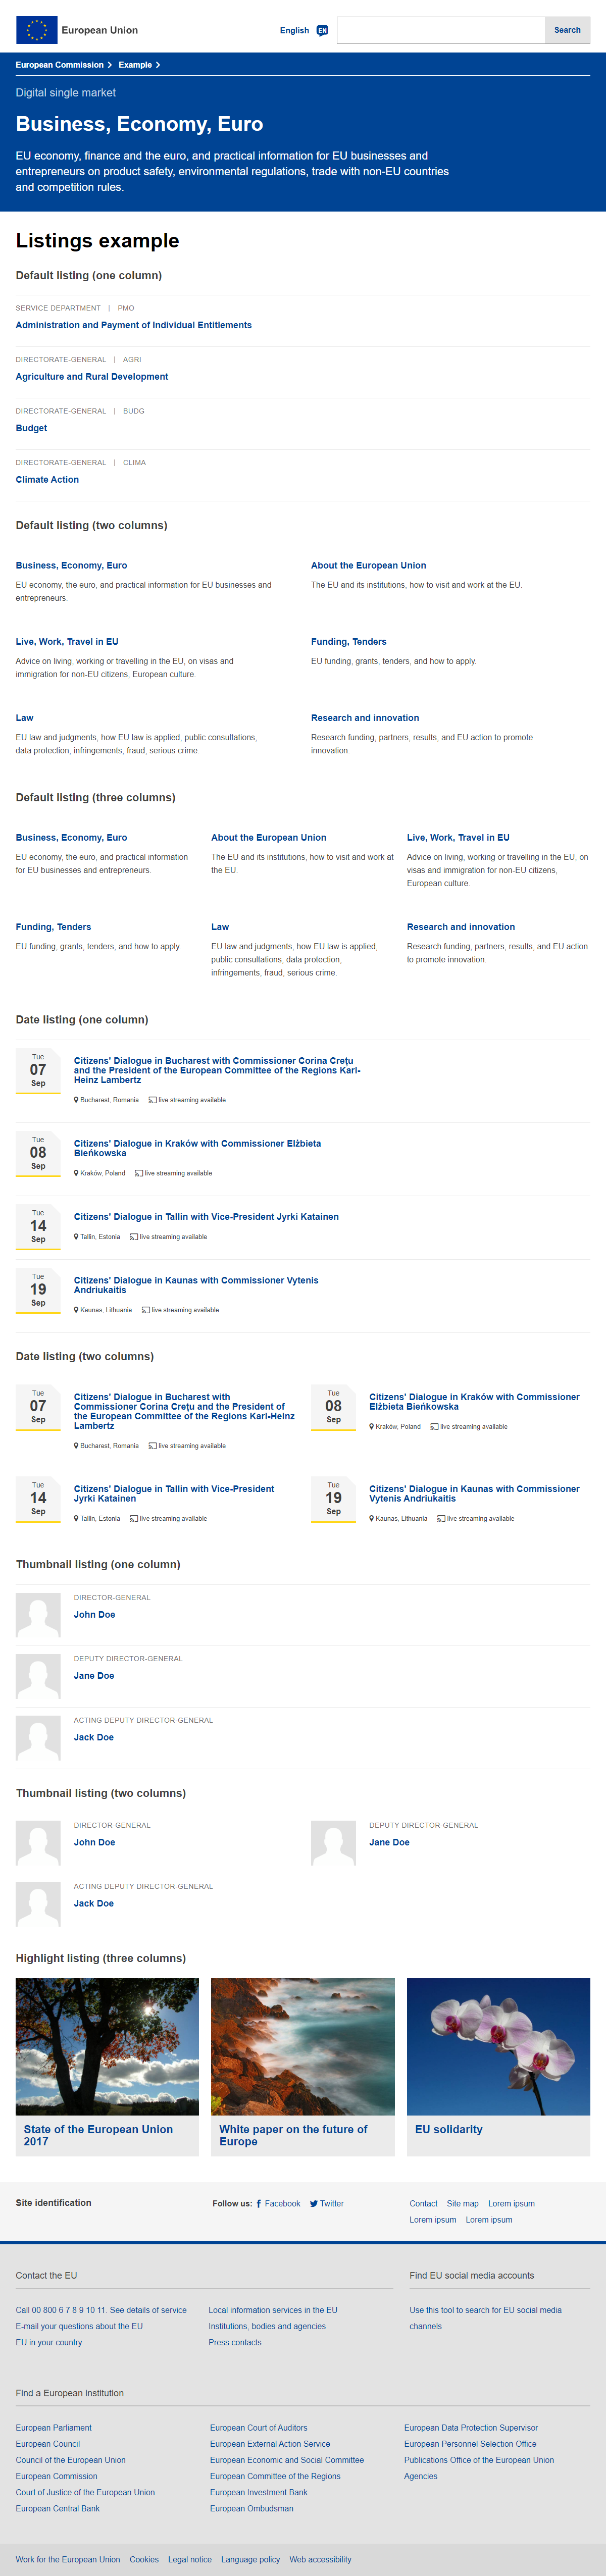 European Union
English EN Search
European Commission Example
Digital single market
Business, Economy, Euro
EU economy, finance and the euro, and practical information for EU businesses and
entrepreneurs on product safety, environmental regulations, trade with non-EU countries
and competition rules.
Listings example
Default listing (one column)
SERVICE DEPARTMENT | PMO
Administration and Payment of Individual Entitlements
DIRECTORATE-GENERAL | AGRI
Agriculture and Rural Development
DIRECTORATE-GENERAL | BUDG
Budget
DIRECTORATE-GENERAL | CLIMA
Climate Action
Default listing (two columns)
Business, Economy, Euro
EU economy, the euro, and practical information for EU businesses and
entrepreneurs.
About the European Union
The EU and its institutions, how to visit and work at the EU.
Live, Work, Travel in EU
Advice on living, working or travelling in the EU, on visas and
immigration for non-EU citizens, European culture.
Funding, Tenders
EU funding, grants, tenders, and how to apply.
Law
EU law and judgments, how EU law is applied, public consultations,
data protection, infringements, fraud, serious crime.
Research and innovation
Research funding, partners, results, and EU action to promote
innovation.
Default listing (three columns)
Business, Economy, Euro
EU economy, the euro, and practical information
for EU businesses and entrepreneurs.
About the European Union
The EU and its institutions, how to visit and work at
the EU.
Live, Work, Travel in EU
Advice on living, working or travelling in the EU, on
visas and immigration for non-EU citizens,
European culture.
Funding, Tenders
EU funding, grants, tenders, and how to apply.
Law
EU law and judgments, how EU law is applied,
public consultations, data protection,
infringements, fraud, serious crime.
Research and innovation
Research funding, partners, results, and EU action
to promote innovation.
Date listing (one column)
Tue
07
Sep
Citizens' Dialogue in Bucharest with Commissioner Corina Crețu
and the President of the European Committee of the Regions Karl-
Heinz Lambertz
Bucharest, Romania live streaming available
Tue
08
Sep
Citizens' Dialogue in Kraków with Commissioner Elżbieta
Bieńkowska
Kraków, Poland live streaming available
Tue
14
Sep
Citizens' Dialogue in Tallin with Vice-President Jyrki Katainen
Tallin, Estonia live streaming available
Tue
19
Sep
Citizens' Dialogue in Kaunas with Commissioner Vytenis
Andriukaitis
Kaunas, Lithuania live streaming available
Date listing (two columns)
Tue
07
Sep
Citizens' Dialogue in Bucharest with
Commissioner Corina Crețu and the President of
the European Committee of the Regions Karl-Heinz
Lambertz
Bucharest, Romania live streaming available
Tue
08
Sep
Citizens' Dialogue in Kraków with Commissioner
Elżbieta Bieńkowska
Kraków, Poland live streaming available
Tue
14
Sep
Citizens' Dialogue in Tallin with Vice-President
Jyrki Katainen
Tallin, Estonia live streaming available
Tue
19
Sep
Citizens' Dialogue in Kaunas with Commissioner
Vytenis Andriukaitis
Kaunas, Lithuania live streaming available
Thumbnail listing (one column)
DIRECTOR-GENERAL
John Doe
DEPUTY DIRECTOR-GENERAL
Jane Doe
ACTING DEPUTY DIRECTOR-GENERAL
Jack Doe
Thumbnail listing (two columns)
DIRECTOR-GENERAL
John Doe
DEPUTY DIRECTOR-GENERAL
Jane Doe
ACTING DEPUTY DIRECTOR-GENERAL
Jack Doe
Highlight listing (three columns)
State of the European Union
2017
White paper on the future of
Europe
EU solidarity
Site identification
Follow us: Facebook Twitter
Contact Site map Lorem ipsum
Lorem ipsum Lorem ipsum
Contact the EU
Call 00 800 6 7 8 9 10 11. See details of service
E-mail your questions about the EU
EU in your country
Local information services in the EU
Institutions, bodies and agencies
Press contacts
Find EU social media accounts
Use this tool to search for EU social media
channels
Find a European institution
European Parliament
European Council
Council of the European Union
European Commission
Court of Justice of the European Union
European Central Bank
European Court of Auditors
European External Action Service
European Economic and Social Committee
European Committee of the Regions
European Investment Bank
European Ombudsman
European Data Protection Supervisor
European Personnel Selection Office
Publications Office of the European Union
Agencies
Work for the European Union Cookies Legal notice Language policy Web accessibility